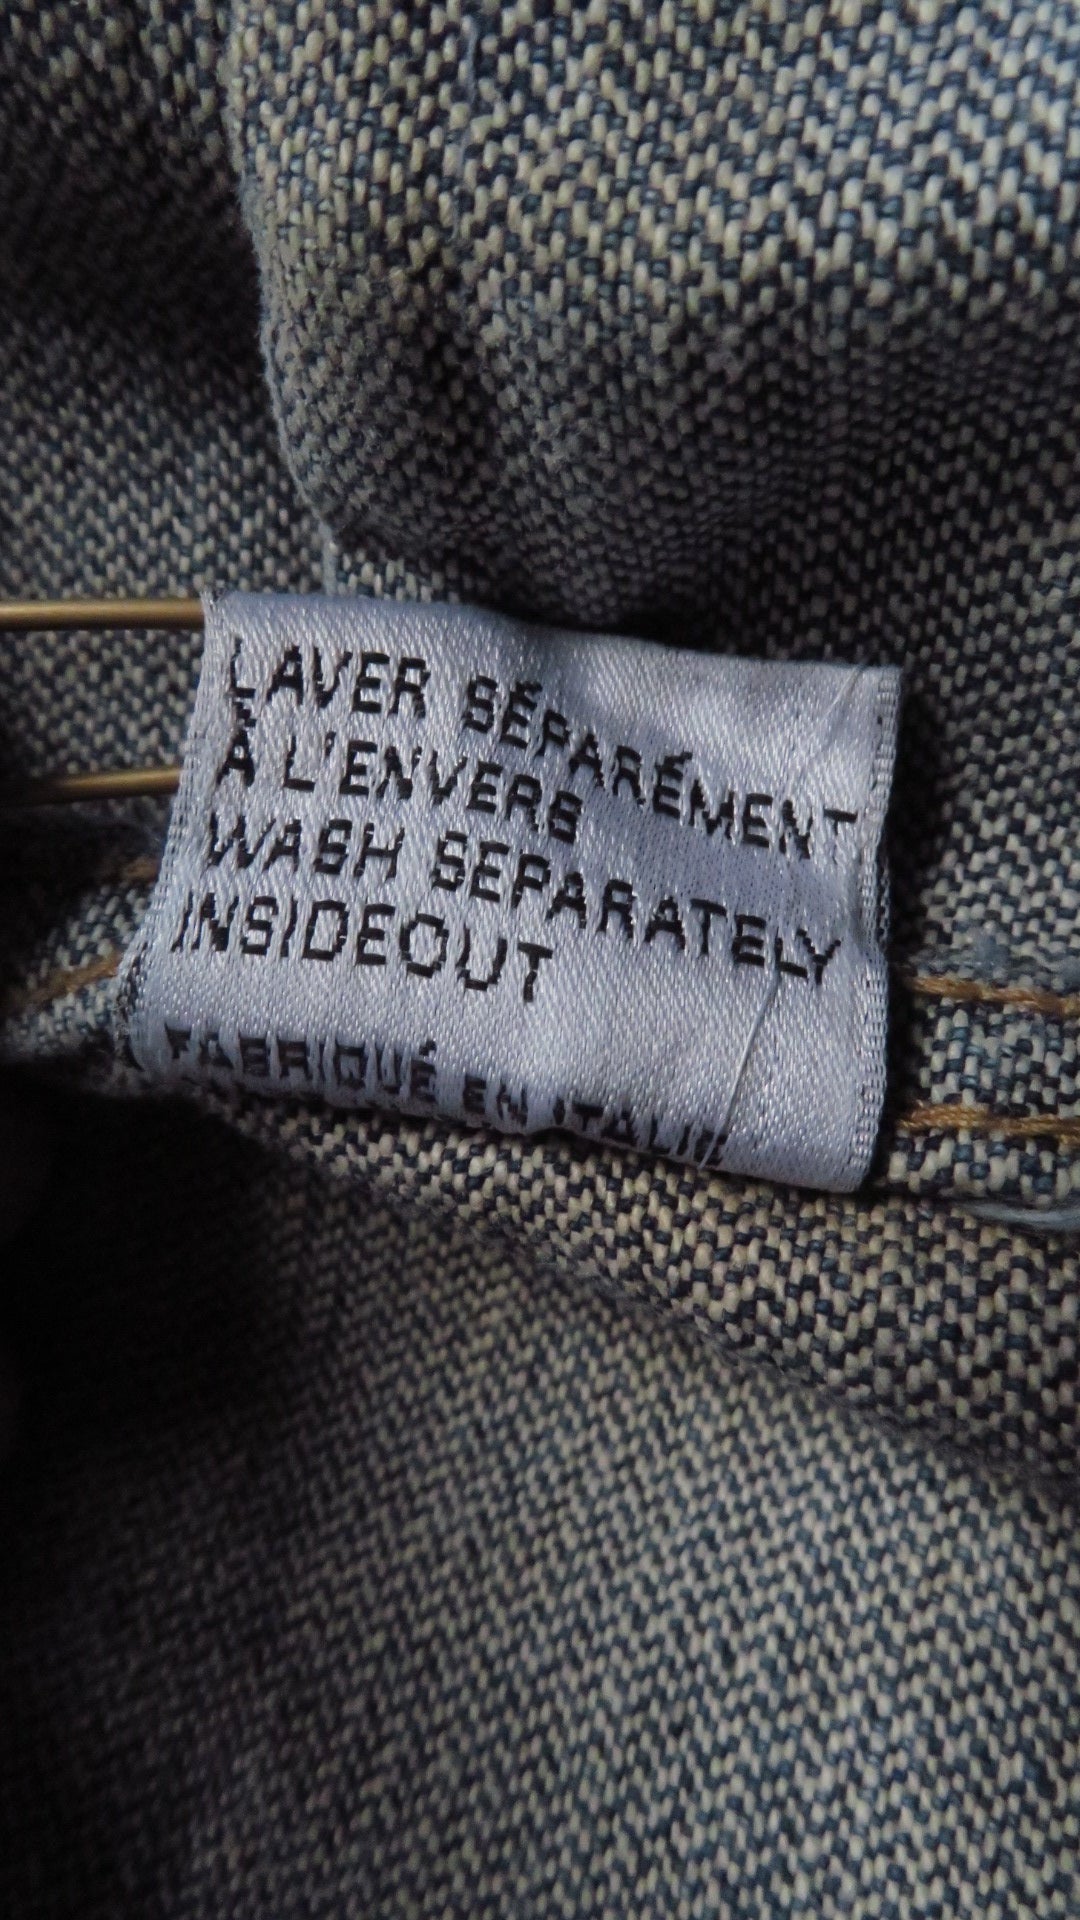 LAVER SÉPARÉMENT
À L'ENVERS
WASH SEPARATELY
INSIDEOUT
FABRIQUÉ EN ITALIE